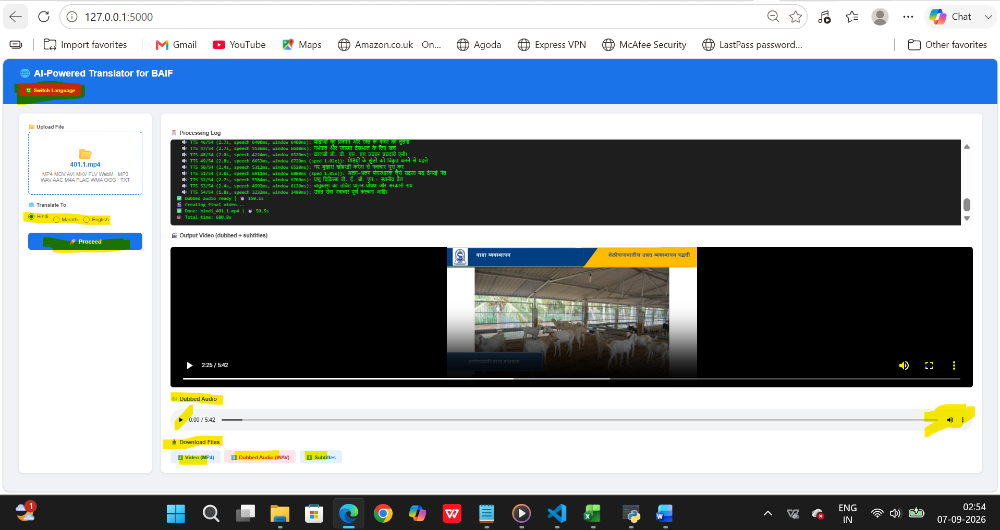 127.0.0.1:5000
Chat
Import favorites
Gmail
YouTube
Maps
Amazon.co.uk - On...
Agoda
Express VPN
McAfee Security
LastPass password...
Other favorites
AI-Powered Translator for BAIF
Switch Language
Upload File
401.1.mp4
MP4 MOV AVI MKV FLV WebM · MP3
WAV AAC M4A FLAC WMA OGG · TXT
Translate To
Hindi
Marathi
English
Proceed
Processing Log
TTS 46/54 (2.7s, speech 6400ms, window 6400ms): मादाओं का प्रजनन और रक्त के वजन की तुलना
TTS 47/54 (2.7s, speech 5536ms, window 6640ms): गर्भपात और स्वास्थ्य देखभाल के लिए खर्च
TTS 48/54 (2.0s, speech 4224ms, window 6520ms): कालजी डी. वी. एम. एम उपचर बचदाचे एनी।
TTS 49/54 (2.8s, speech 6653ms, window 6720ms (sped 1.02x)): भेड़ियों के झुंडों को विकृत करने से पहले
TTS 50/54 (2.4s, speech 5312ms, window 6520ms): नए बुखारा खोहरदी करेना से नवाचार पूरा कर
TTS 51/54 (3.0s, speech 6811ms, window 6880ms (sped 1.05x)): अलग-अलग शेयरधारक जैसे सदस्य मद देनरई नेत
TTS 52/54 (2.7s, speech 5984ms, window 6760ms): पशु चिकित्सा वी. ई. बी. एम.: स्थानीय बैल
TTS 53/54 (2.4s, speech 4992ms, window 6120ms): वातुकारा का उचित पालन-पोषण और सरकारी राय
TTS 54/54 (1.8s, speech 3232ms, window 3480ms): उन्नत सेवा नवाचार पूर्ण कल्चना आदि।
Dubbed audio ready | 150.1s
Creating final video...
Done: hindi_401.1.mp4 | 50.5s
Total time: 680.8s
Output Video (dubbed + subtitles)
वाडा व्यवस्थापन
शेळीपालनातील उन्नत व्यवस्थापन पद्धती
आरोग्यदायी वाडा बांधकाम
2:25 / 5:42
Dubbed Audio
0:00 / 5:42
Download Files
Video (MP4)
Dubbed Audio (WAV)
Subtitles
1
ENG
IN
02:54
07-09-2026